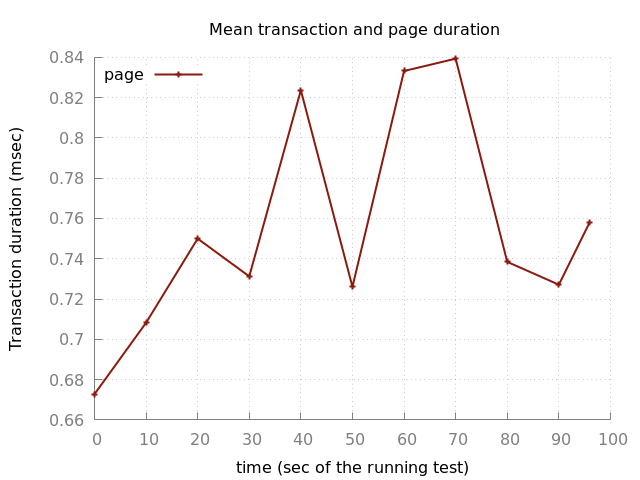 Mean transaction and page duration
Transaction duration (msec)
page
0.84
0.82
0.8
0.78
0.76
0.74
0.72
0.7
0.68
0.66
0 10 20 30 40 50 60 70 80 90 100
time (sec of the running test)